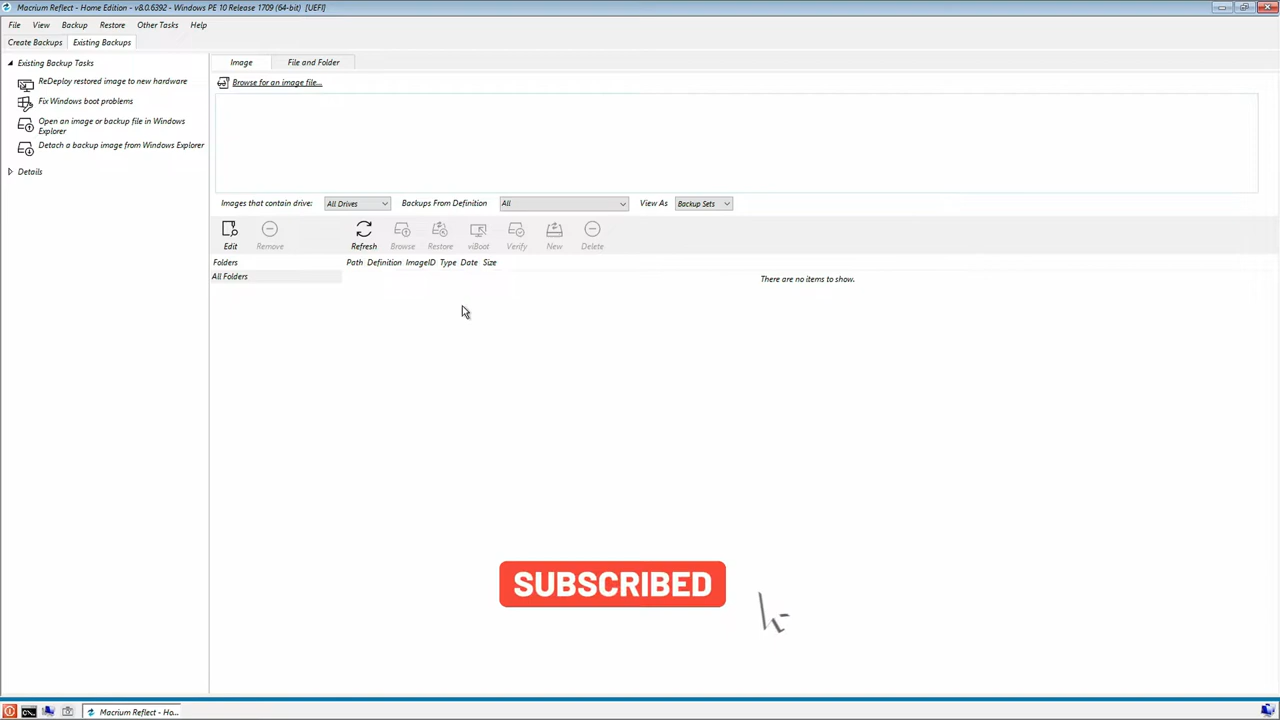 Macrium Reflect - Home Edition - v8.0.6392 - Windows PE 10 Release 1709 (64-bit) [UEFI]
File View Backup Restore Other Tasks Help
Create Backups Existing Backups
Existing Backup Tasks
ReDeploy restored image to new hardware
Fix Windows boot problems
Open an image or backup file in Windows
Explorer
Detach a backup image from Windows Explorer
Details
Image File and Folder
Browse for an image file...
Images that contain drive: All Drives Backups From Definition All View As Backup Sets
Edit Remove Refresh Browse Restore viBoot Verify New Delete
Folders Path Definition ImageID Type Date Size
All Folders
There are no items to show.
SUBSCRIBED
Macrium Reflect - Ho...